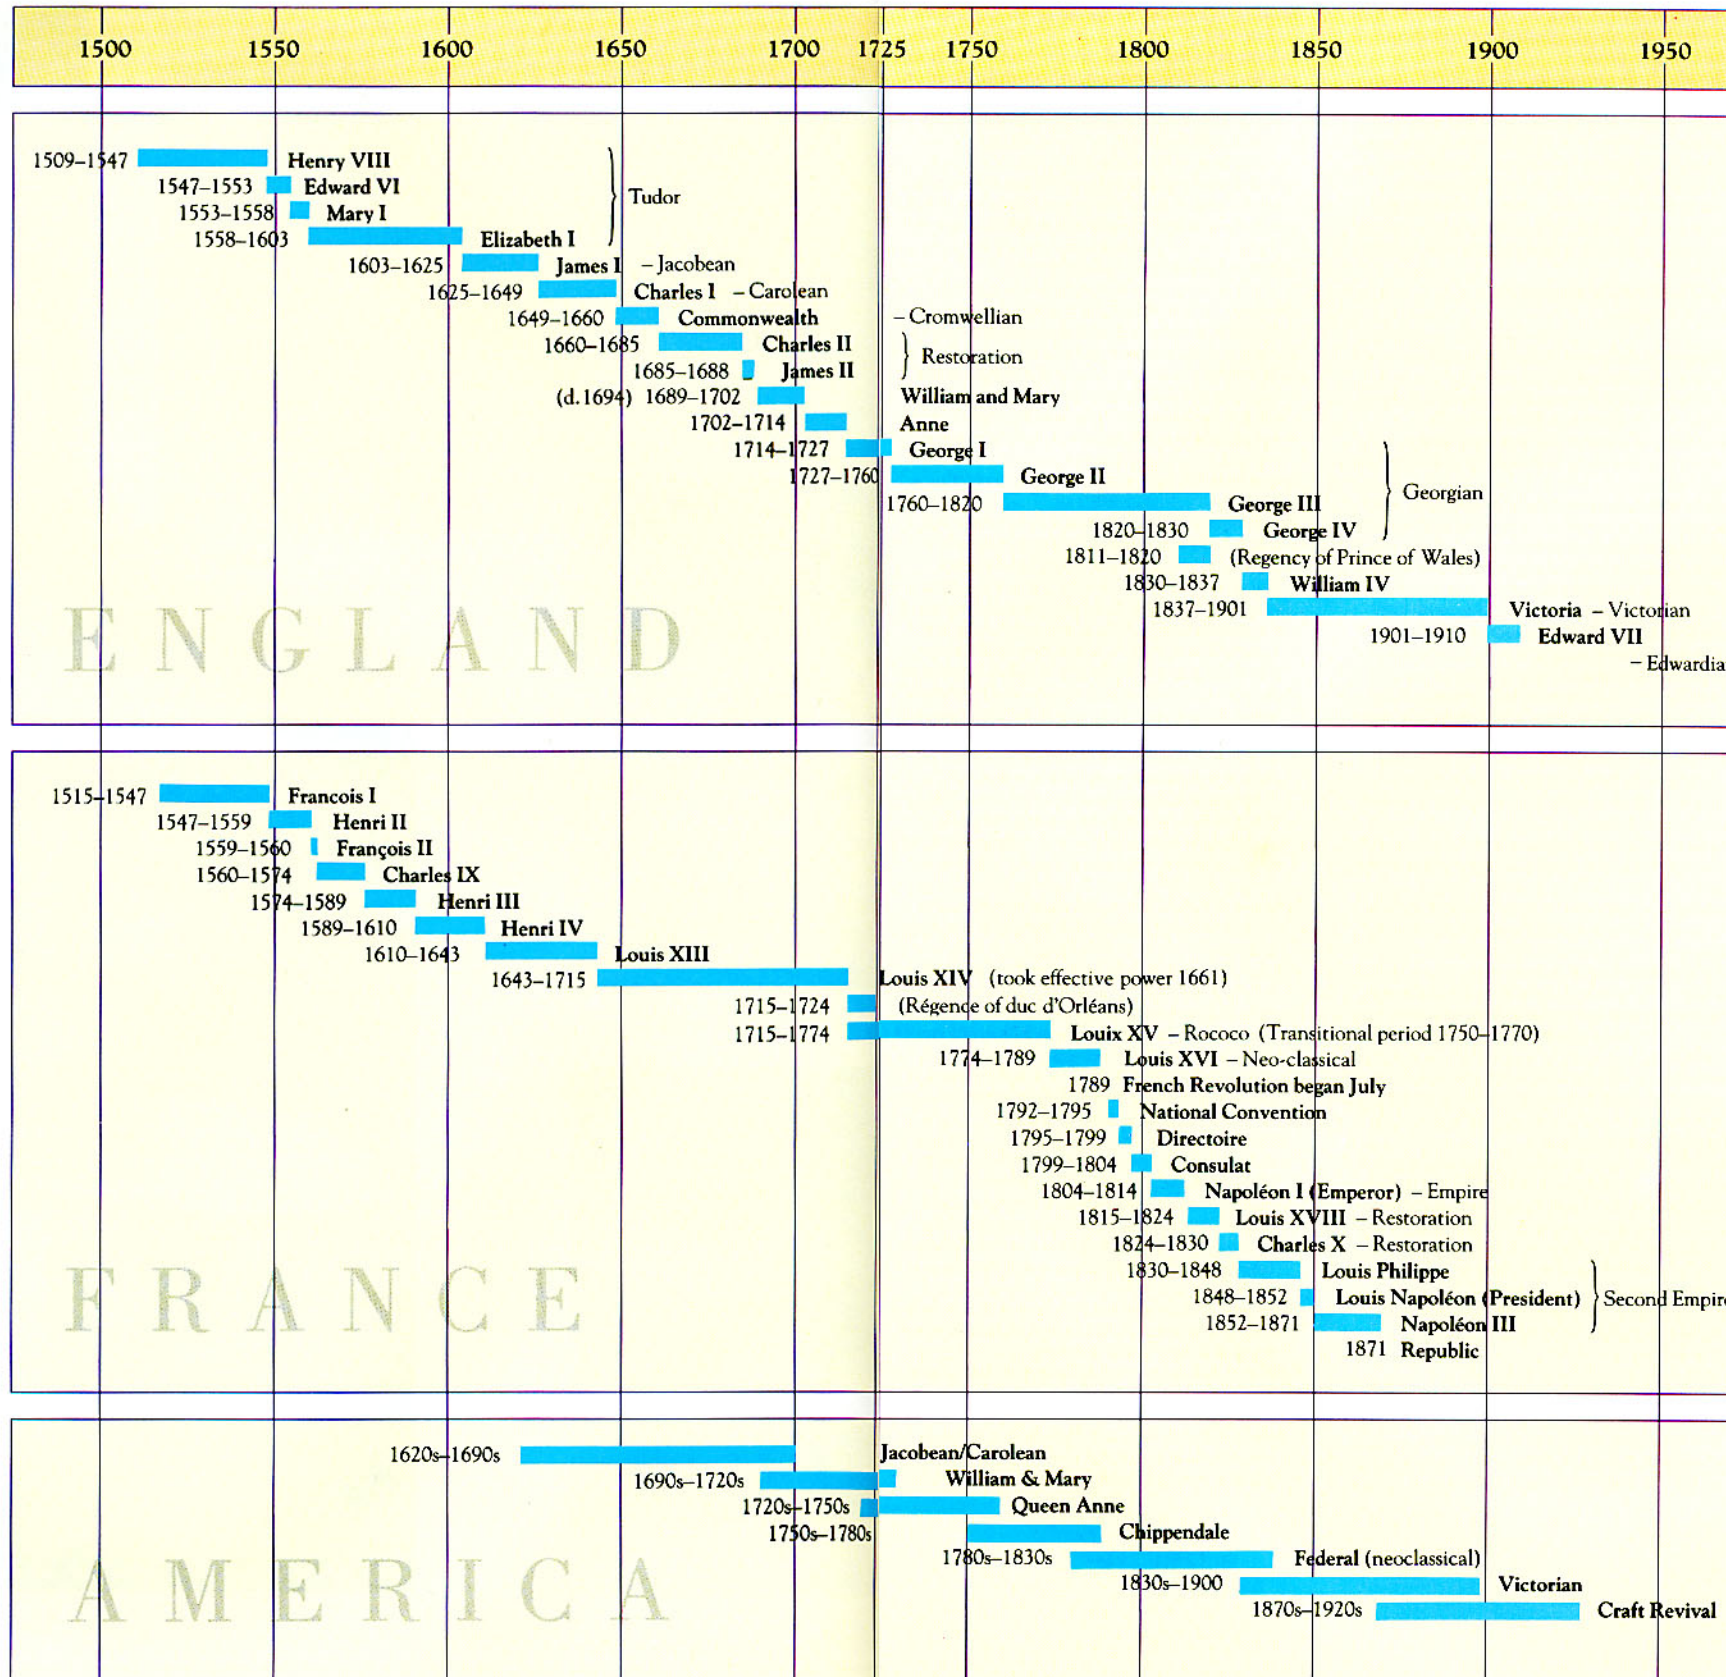 1500 1550 1600 1650 1700 1725 1750 1800 1850 1900 1950
1509–1547 Henry VIII
1547–1553 Edward VI
Tudor
1553–1558 Mary I
1558–1603 Elizabeth I
1603–1625 James I – Jacobean
1625–1649 Charles I – Carolean
1649–1660 Commonwealth – Cromwellian
1660–1685 Charles II
Restoration
1685–1688 James II
(d.1694) 1689–1702 William and Mary
1702–1714 Anne
1714–1727 George I
1727–1760 George II
Georgian
1760–1820 George III
1820–1830 George IV
1811–1820 (Regency of Prince of Wales)
1830–1837 William IV
1837–1901 Victoria – Victorian
1901–1910 Edward VII
– Edwardia
ENGLAND
1515–1547 Francois I
1547–1559 Henri II
1559–1560 François II
1560–1574 Charles IX
1574–1589 Henri III
1589–1610 Henri IV
1610–1643 Louis XIII
1643–1715 Louis XIV (took effective power 1661)
1715–1724 (Régence of duc d'Orléans)
1715–1774 Louix XV – Rococo (Transitional period 1750–1770)
1774–1789 Louis XVI – Neo-classical
1789 French Revolution began July
1792–1795 National Convention
1795–1799 Directoire
1799–1804 Consulat
1804–1814 Napoléon I (Emperor) – Empire
1815–1824 Louis XVIII – Restoration
1824–1830 Charles X – Restoration
1830–1848 Louis Philippe
1848–1852 Louis Napoléon (President) Second Empire
1852–1871 Napoléon III
1871 Republic
FRANCE
1620s–1690s Jacobean/Carolean
1690s–1720s William & Mary
1720s–1750s Queen Anne
1750s–1780s Chippendale
1780s–1830s Federal (neoclassical)
1830s–1900 Victorian
1870s–1920s Craft Revival
AMERICA